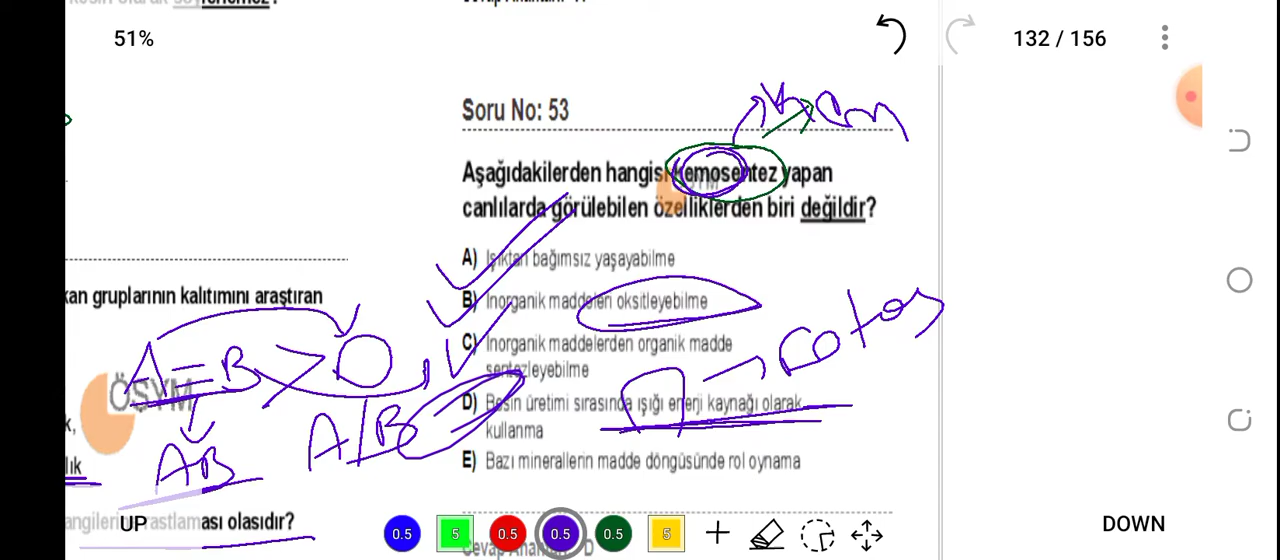 51%
132 / 156
Soru No: 53
Aşağıdakilerden hangisi kemosentez yapan
canlılarda görülebilen özelliklerden biri değildir?
A) Işıktan bağımsız yaşayabilme
B) İnorganik maddeleri oksitleyebilme
C) İnorganik maddelerden organik madde
sentezleyebilme
D) Besin üretimi sırasında ışığı enerji kaynağı olarak
kullanma
E) Bazı minerallerin madde döngüsünde rol oynama
kan gruplarının kalıtımını araştıran
A = B > O
ÖSYM
AB
A/B
lık
rastlaması olasıdır?
UP
0.5
5
0.5
0.5
0.5
5
DOWN